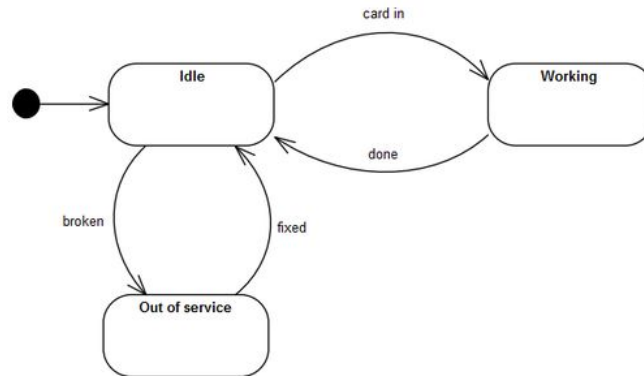 card in
Idle
Working
done
broken
fixed
Out of service